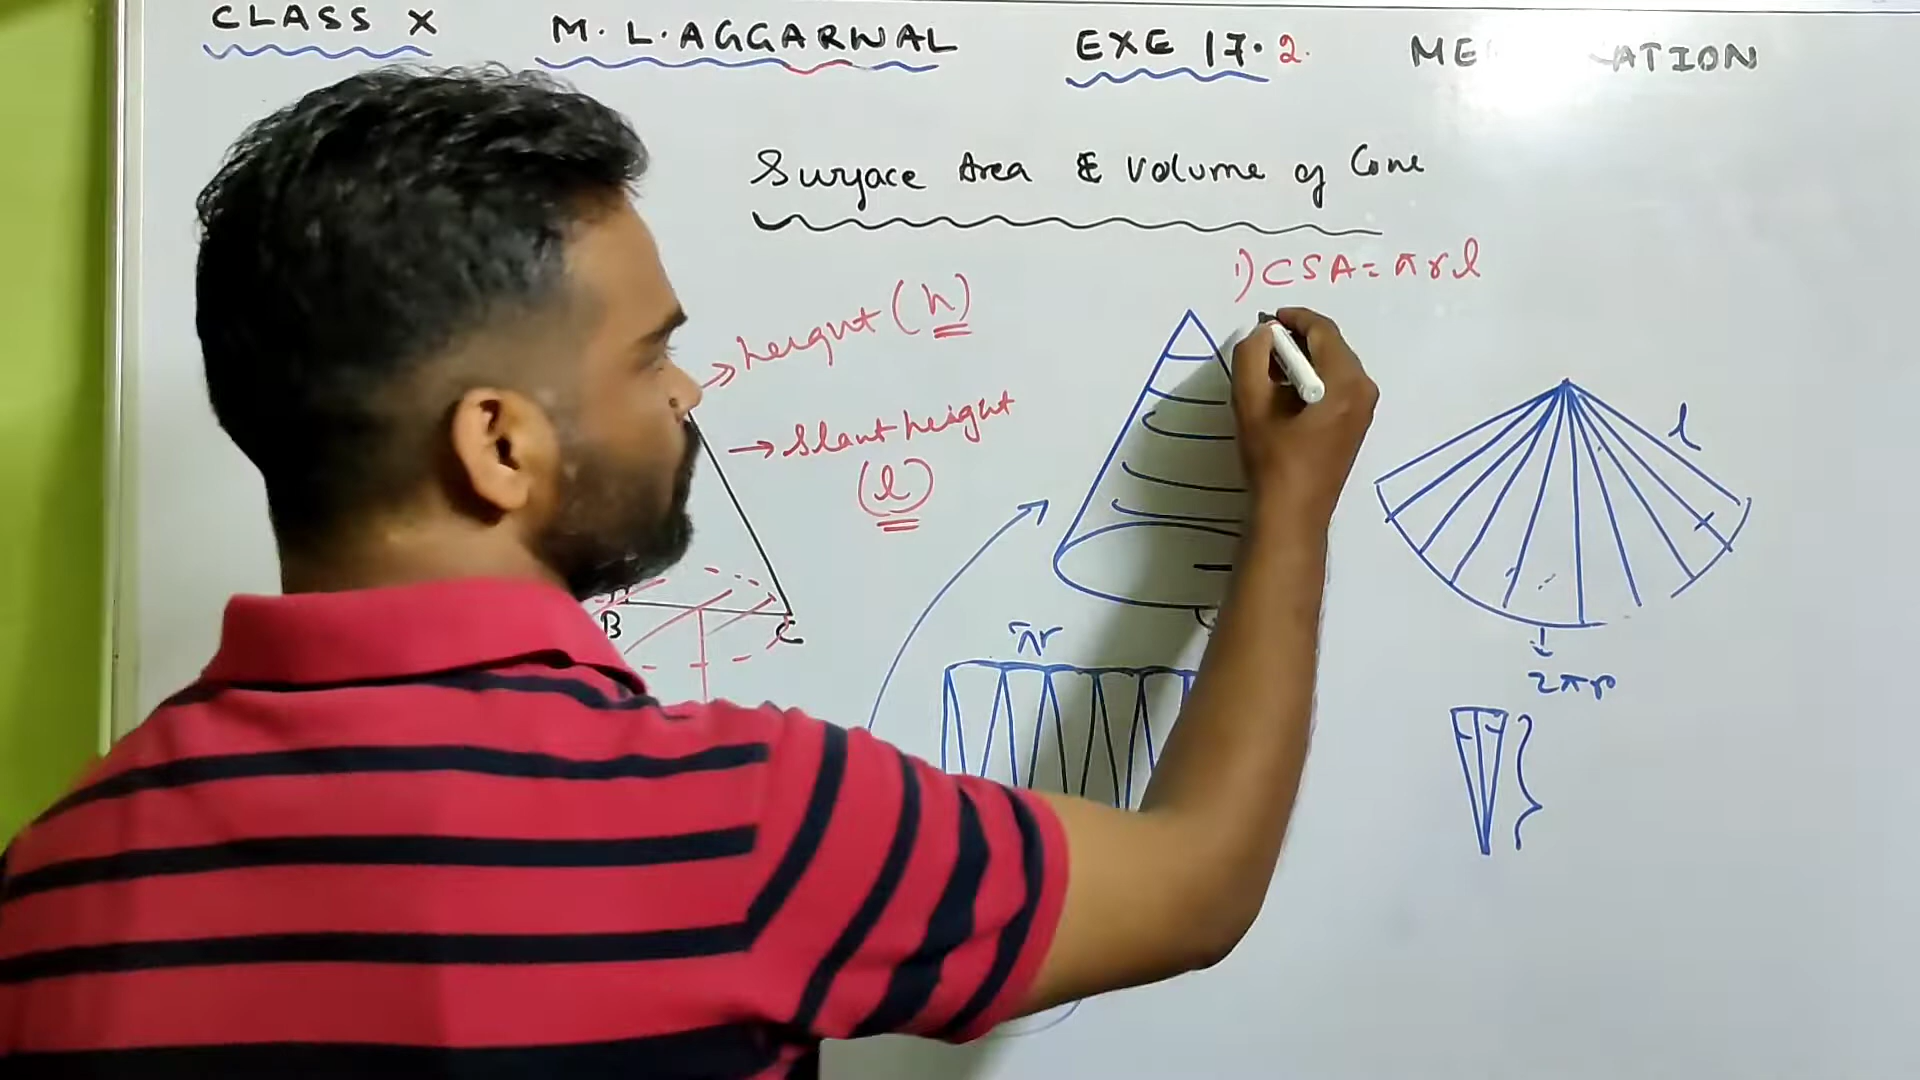 CLASS X M.L.AGGARWAL EXE 17.2.
Surface Area & Volume of Cone
1) CSA = πrl
height (h)
slant height
(l)
l
B
C
πr
2πr